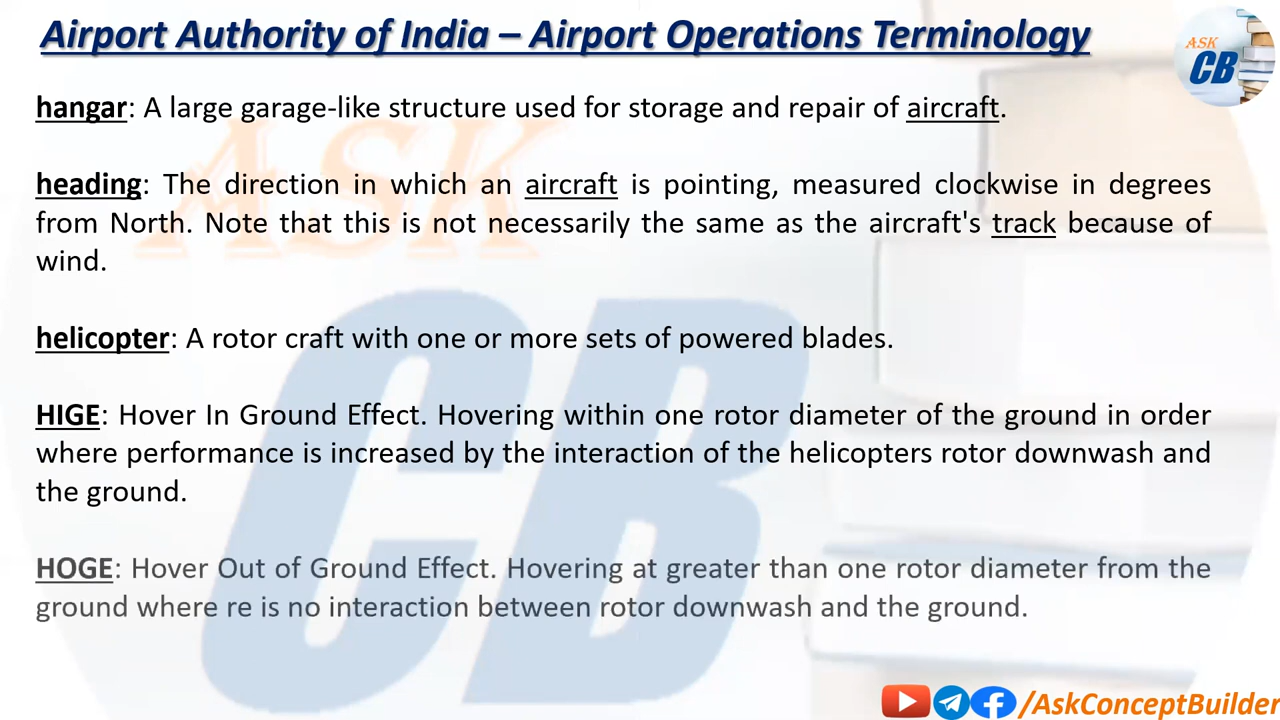 Airport Authority of India – Airport Operations Terminology
ASK
CB
hangar: A large garage-like structure used for storage and repair of aircraft.
heading: The direction in which an aircraft is pointing, measured clockwise in degrees
from North. Note that this is not necessarily the same as the aircraft's track because of
wind.
helicopter: A rotor craft with one or more sets of powered blades.
HIGE: Hover In Ground Effect. Hovering within one rotor diameter of the ground in order
where performance is increased by the interaction of the helicopters rotor downwash and
the ground.
HOGE: Hover Out of Ground Effect. Hovering at greater than one rotor diameter from the
ground where re is no interaction between rotor downwash and the ground.
ASK
CB
/AskConceptBuilder